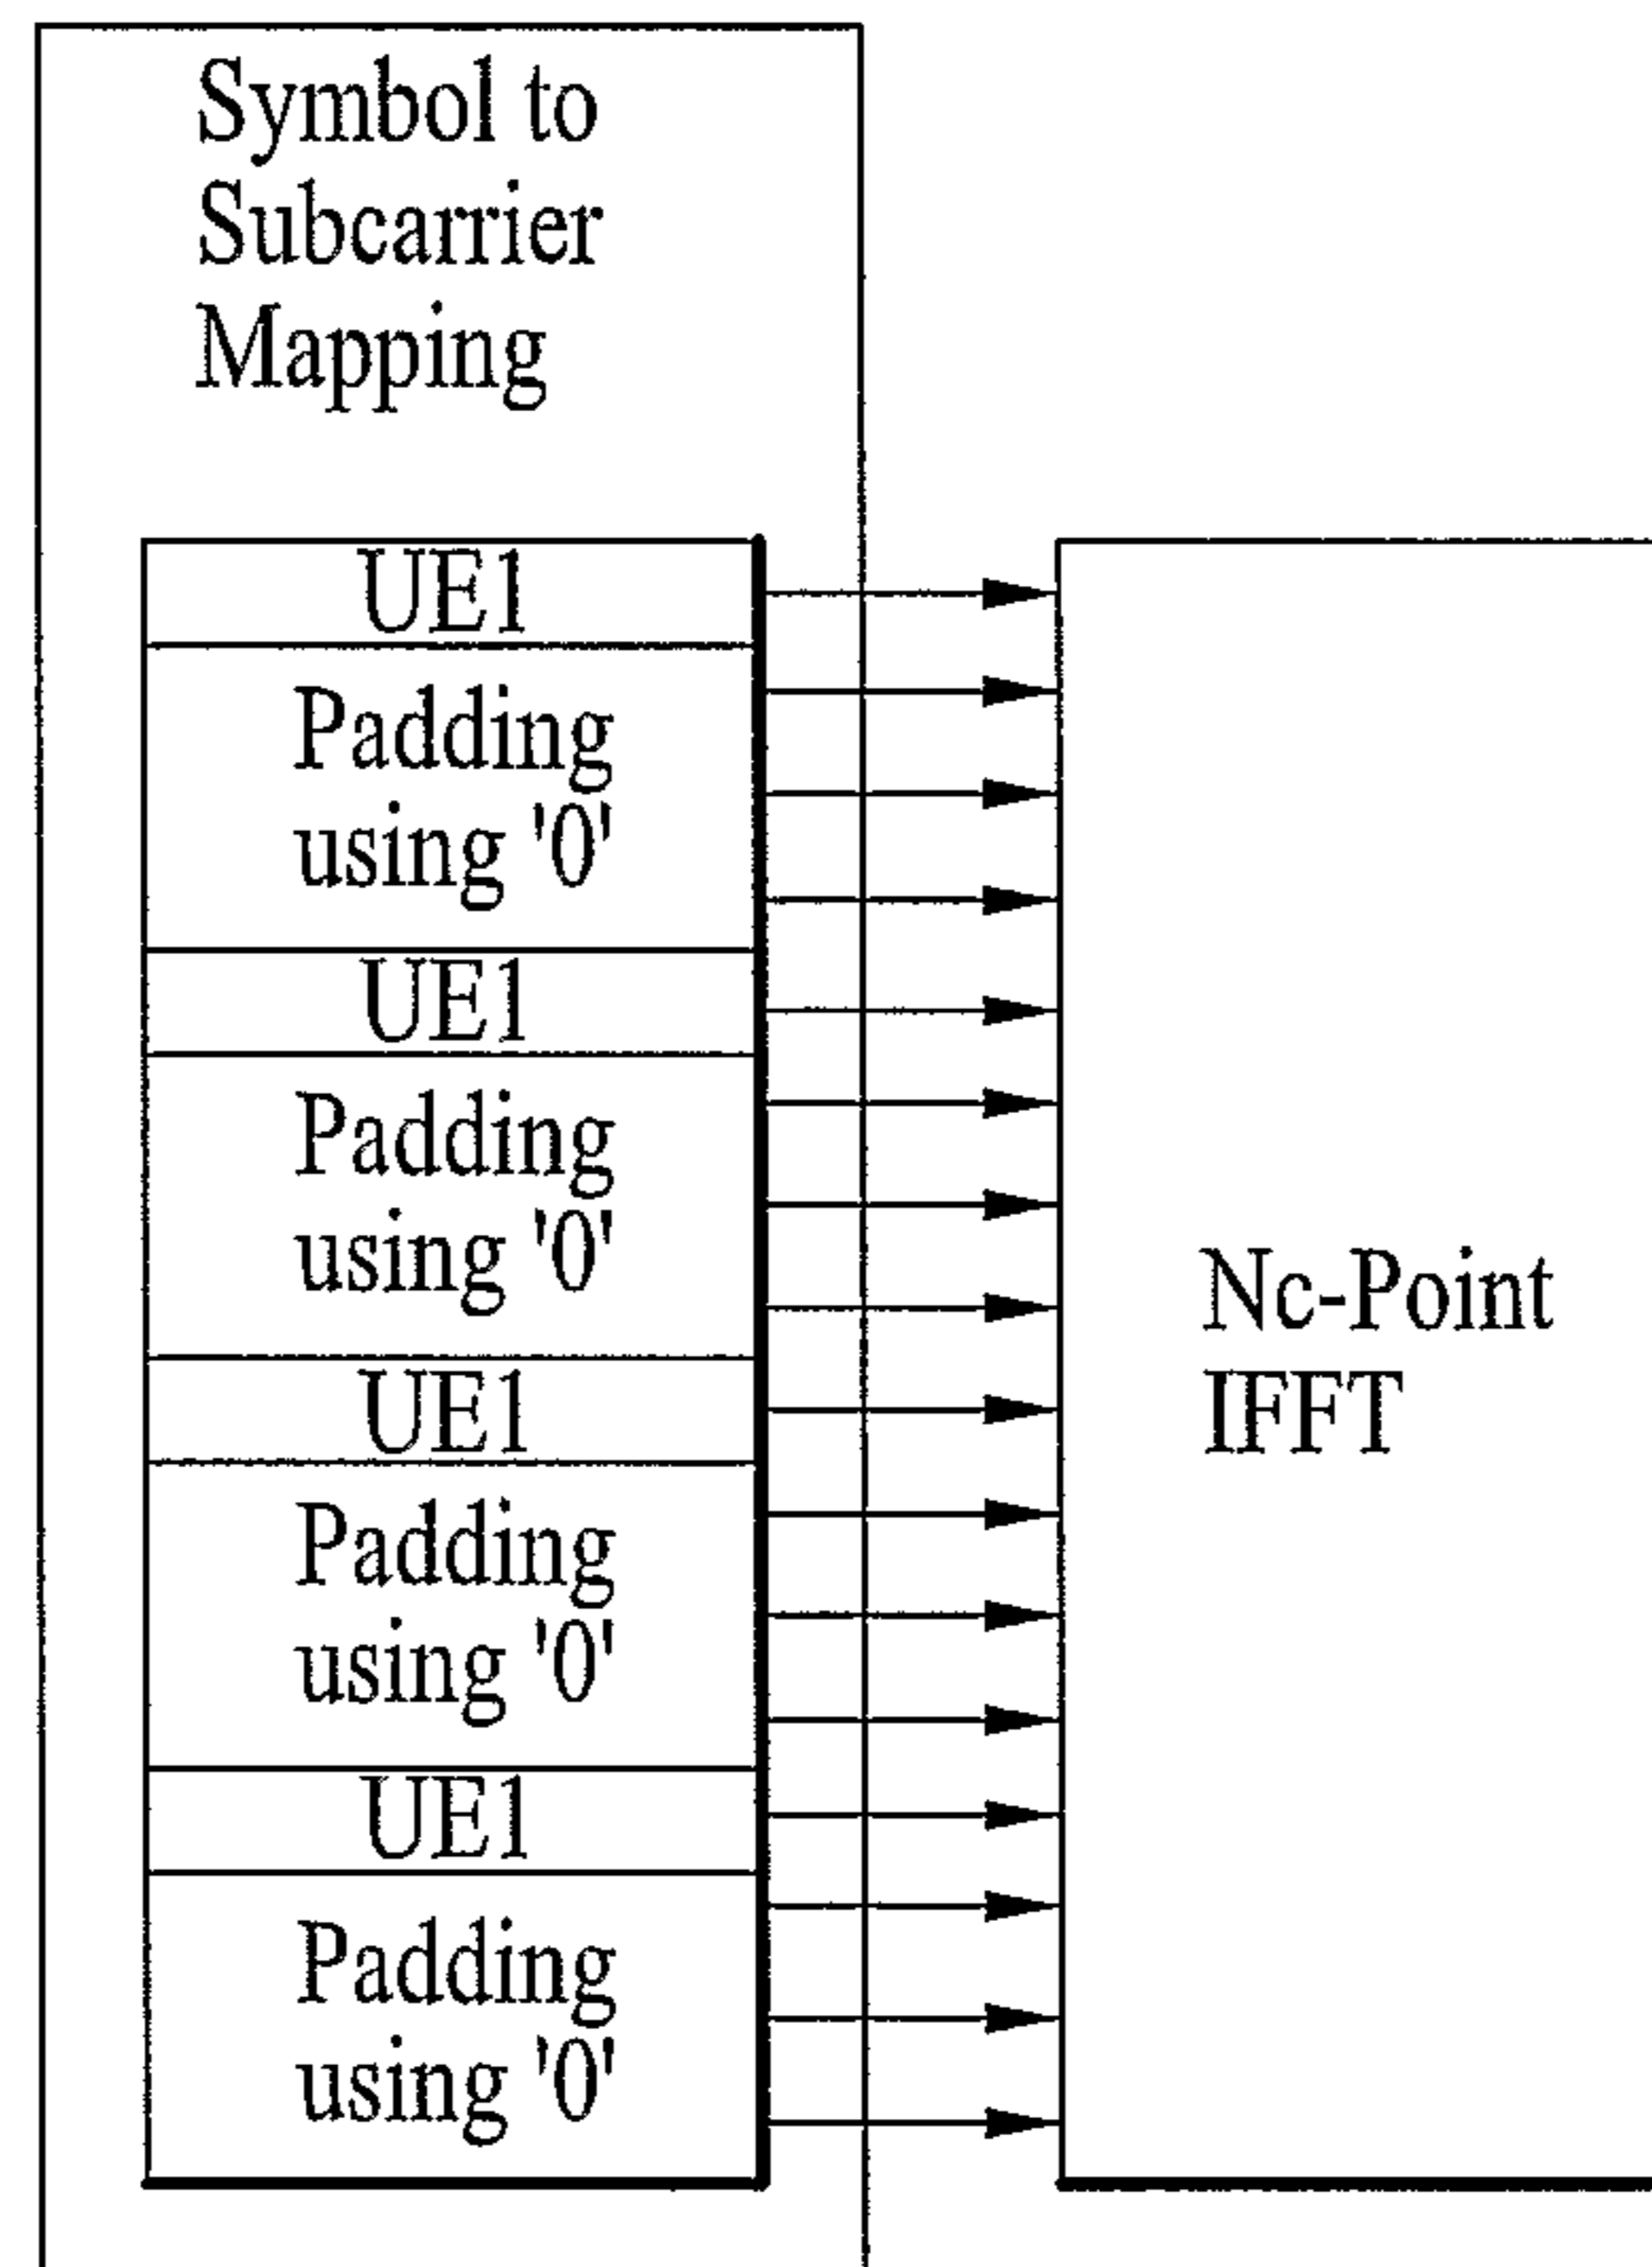 Symbol to
Subcarrier
Mapping
UE1
Padding
using '0'
UE1
Padding
using '0'
UE1
Padding
using '0'
UE1
Padding
using '0'
Nc-Point
IFFT